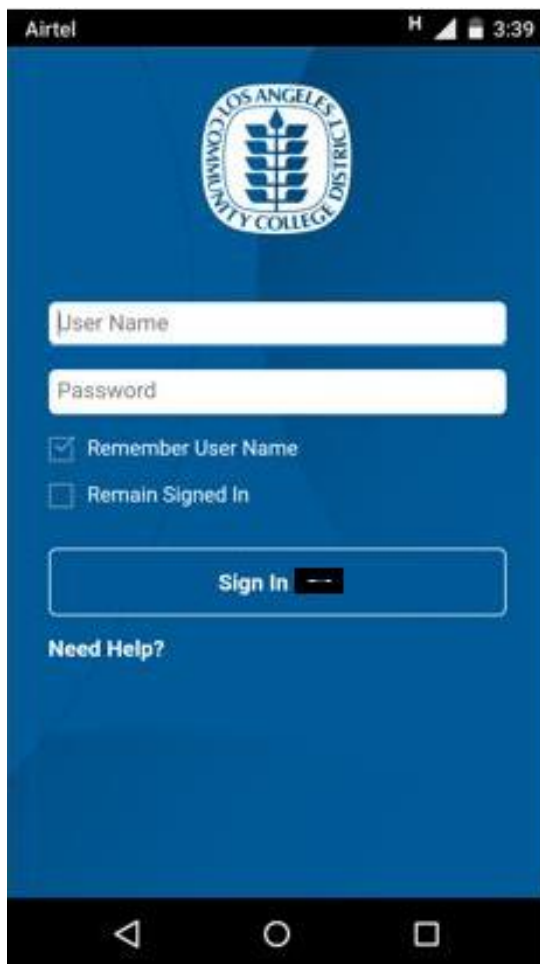 Airtel H 3:39
LOS ANGELES
COMMUNITY COLLEGE DISTRICT
User Name
Password
Remember User Name
Remain Signed In
Sign In
Need Help?